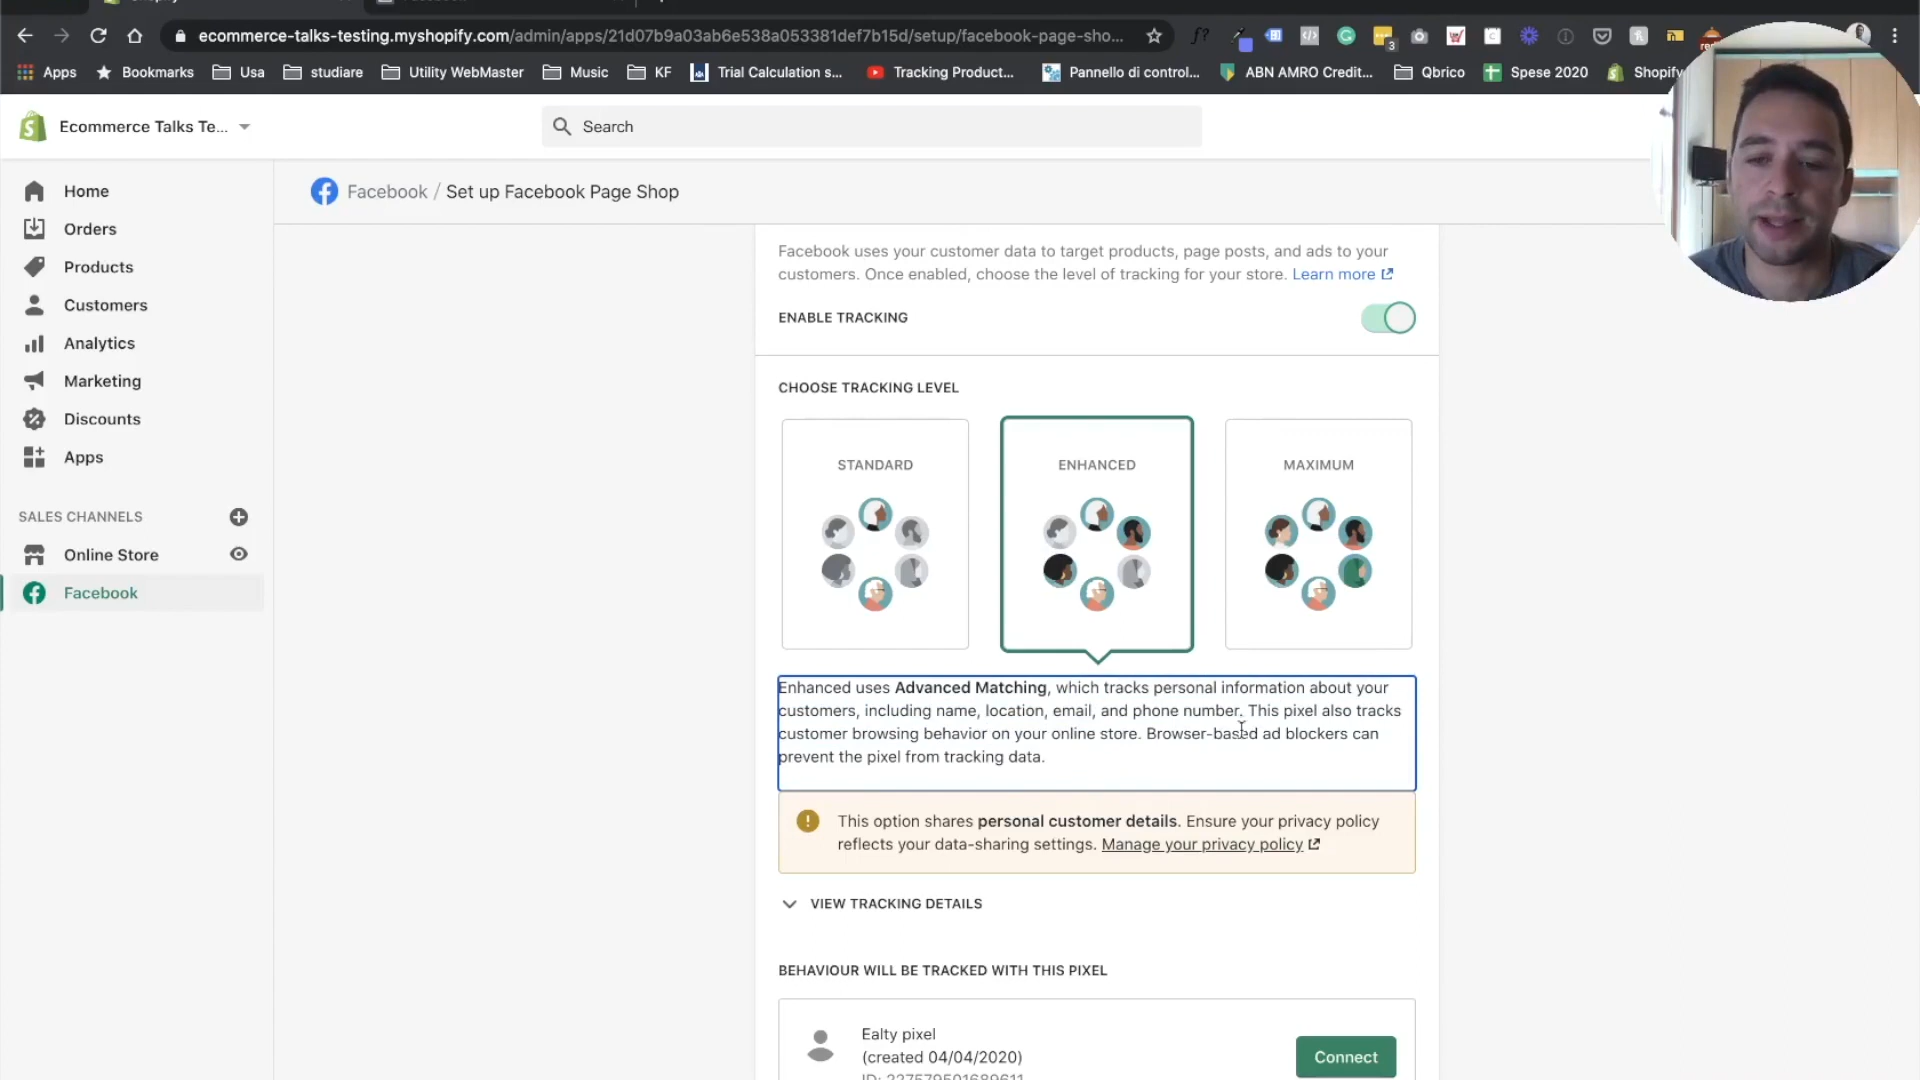 ecommerce-talks-testing.myshopify.com/admin/apps/21d07b9a03ab6e538a053381def7b15d/setup/facebook-page-sho...
Apps Bookmarks Usa studiare Utility WebMaster Music KF Trial Calculation s... Tracking Product... Pannello di control... ABN AMRO Credit... Qbrico Spese 2020 Shopify
Ecommerce Talks Te...
Search
Home
Orders
Products
Customers
Analytics
Marketing
Discounts
Apps
SALES CHANNELS
Online Store
Facebook
Facebook / Set up Facebook Page Shop
Facebook uses your customer data to target products, page posts, and ads to your
customers. Once enabled, choose the level of tracking for your store. Learn more
ENABLE TRACKING
CHOOSE TRACKING LEVEL
STANDARD
ENHANCED
MAXIMUM
Enhanced uses Advanced Matching, which tracks personal information about your
customers, including name, location, email, and phone number. This pixel also tracks
customer browsing behavior on your online store. Browser-based ad blockers can
prevent the pixel from tracking data.
This option shares personal customer details. Ensure your privacy policy
reflects your data-sharing settings. Manage your privacy policy
VIEW TRACKING DETAILS
BEHAVIOUR WILL BE TRACKED WITH THIS PIXEL
Ealty pixel
(created 04/04/2020)
Connect